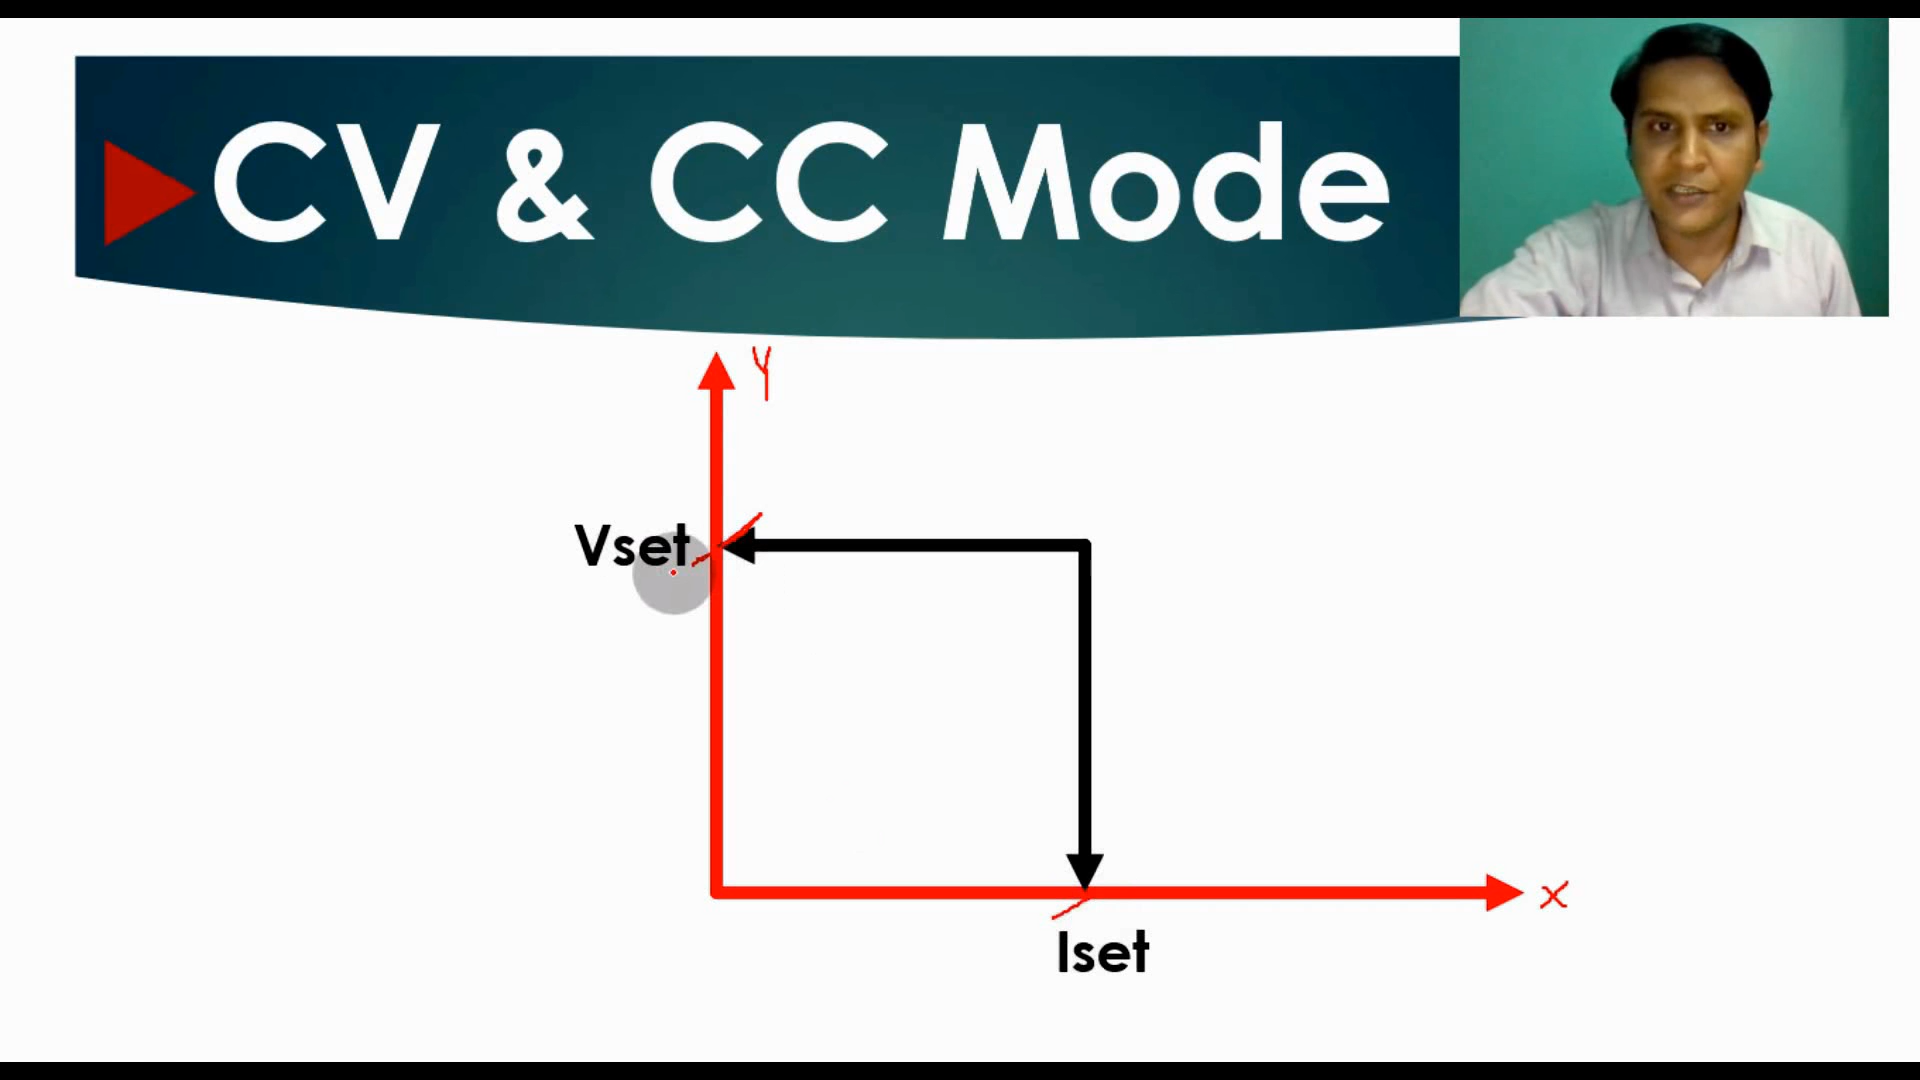 CV & CC Mode
Y
Vset
X
Iset